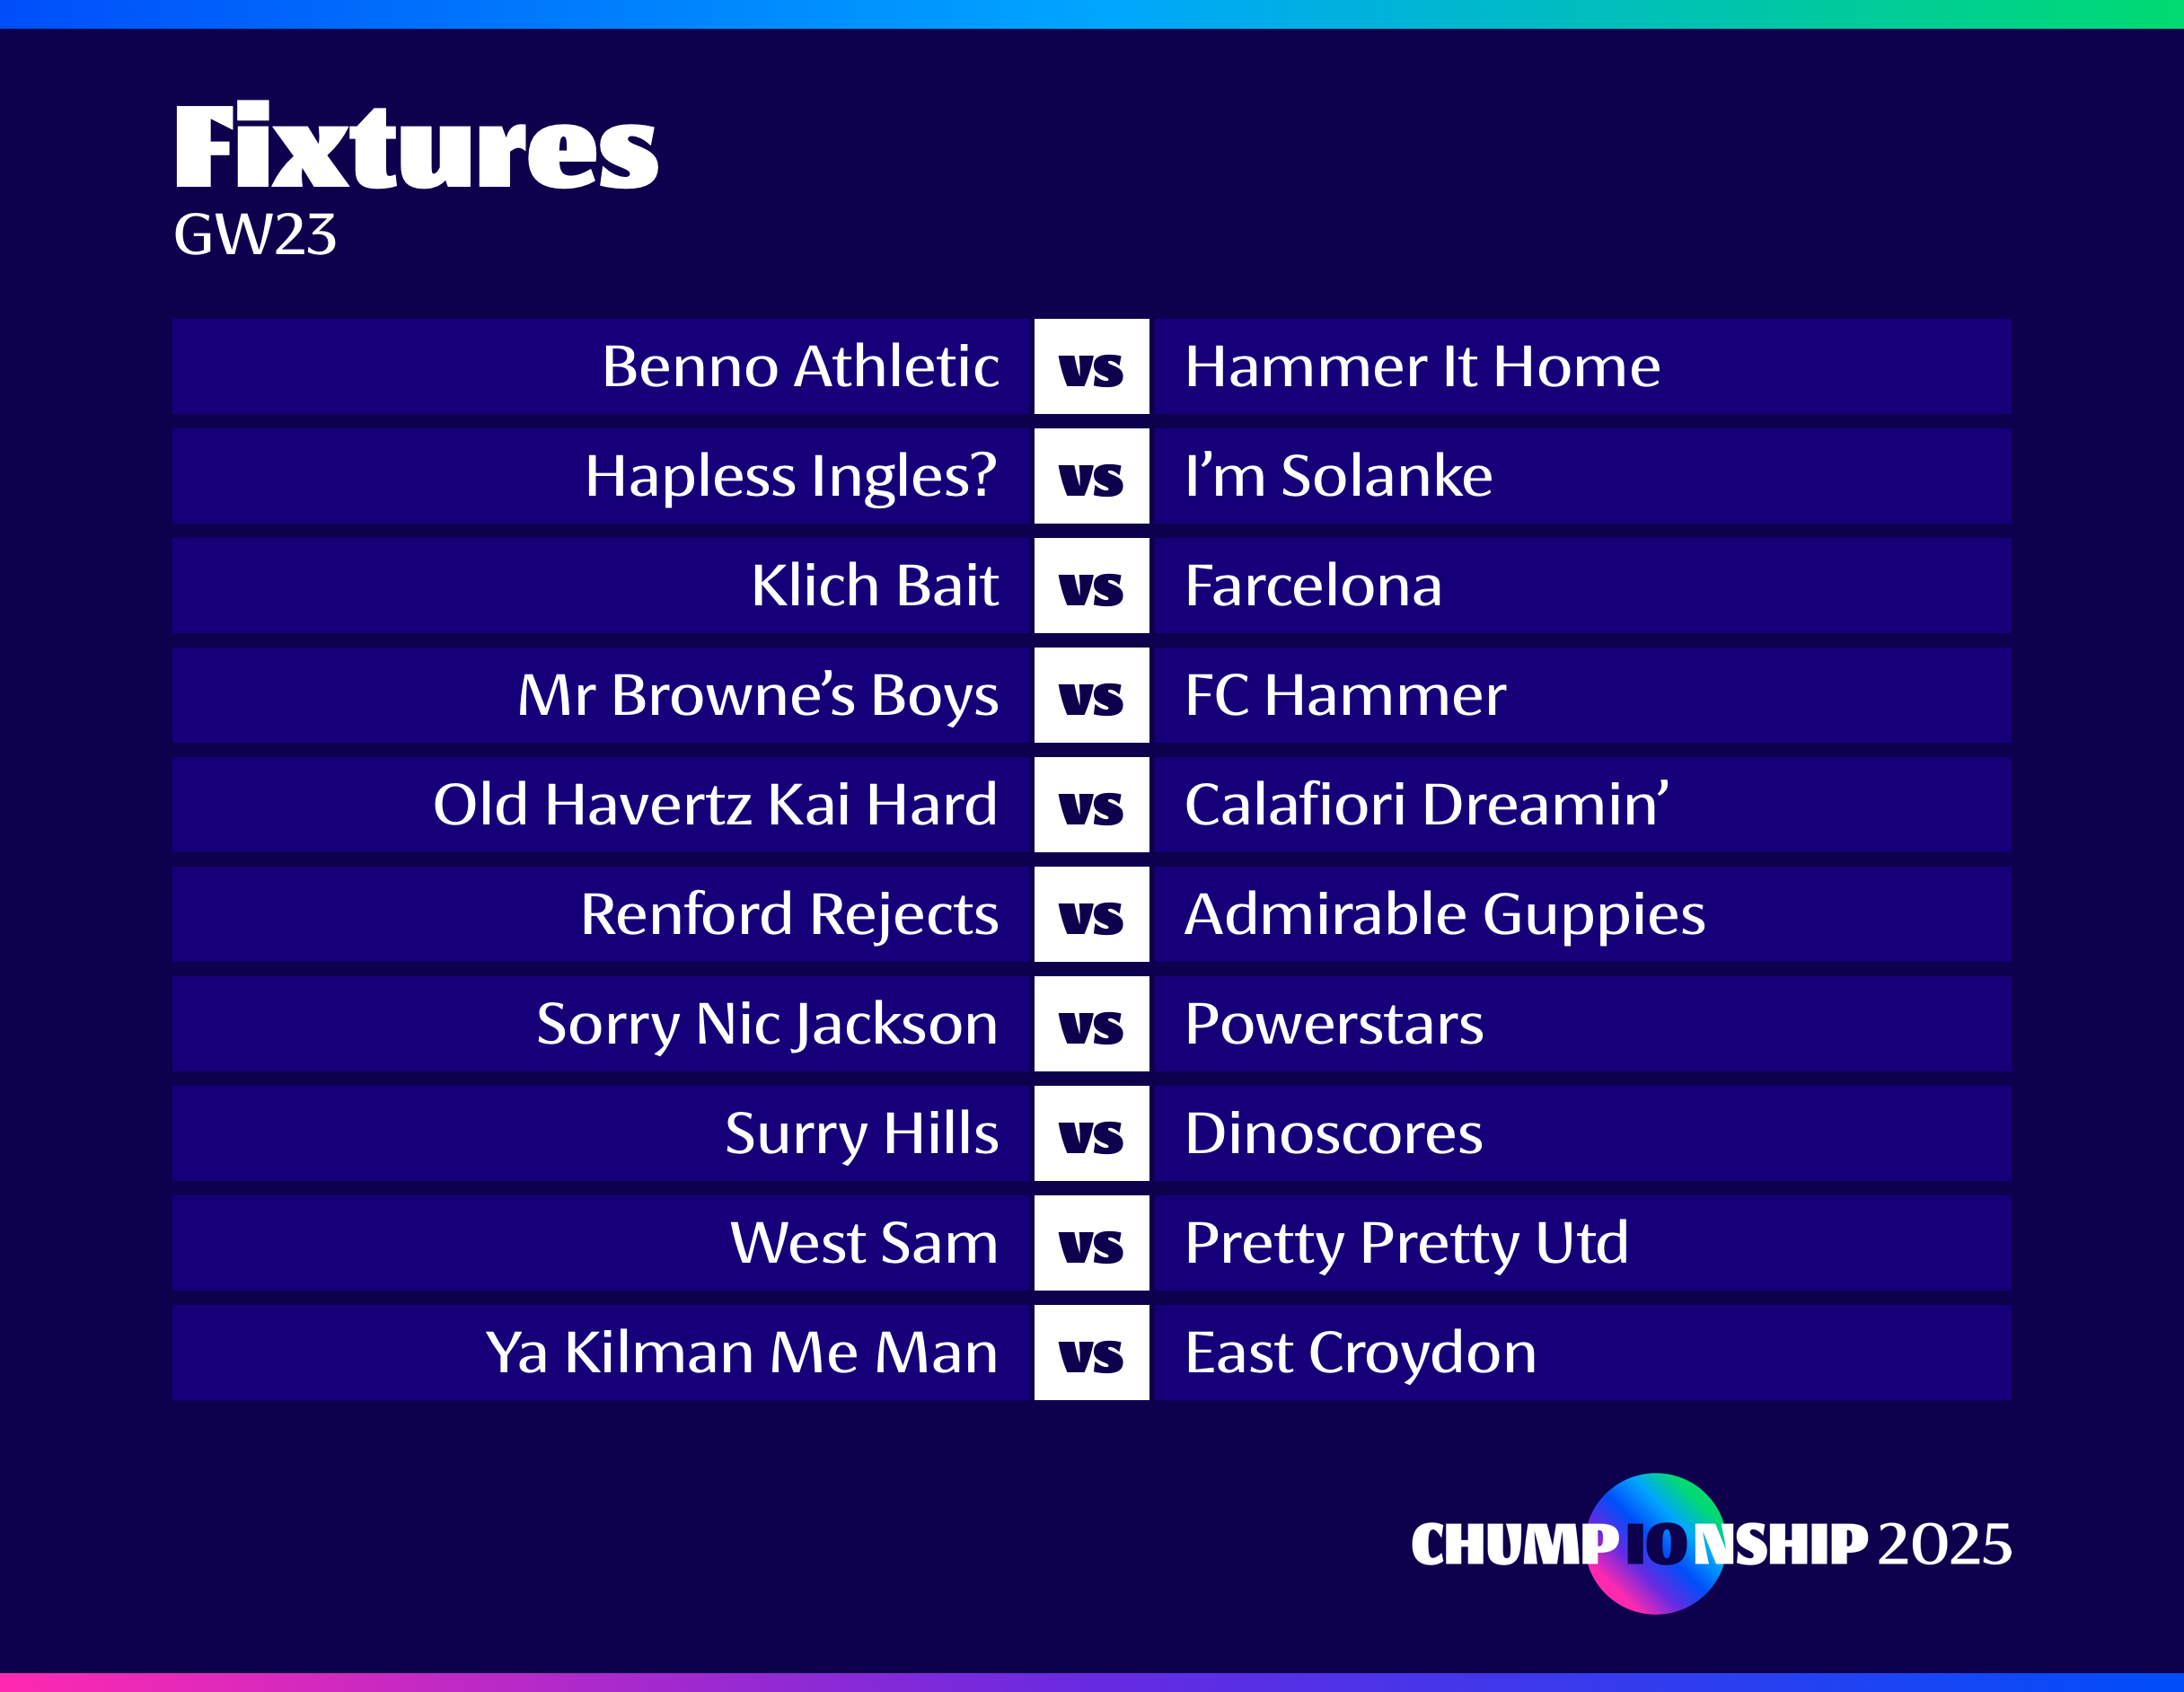 Fixtures
GW23
Benno Athletic vs Hammer It Home
Hapless Ingles? vs I’m Solanke
Klich Bait vs Farcelona
Mr Browne’s Boys vs FC Hammer
Old Havertz Kai Hard vs Calafiori Dreamin’
Renford Rejects vs Admirable Guppies
Sorry Nic Jackson vs Powerstars
Surry Hills vs Dinoscores
West Sam vs Pretty Pretty Utd
Ya Kilman Me Man vs East Croydon
CHUMPIONSHIP 2025